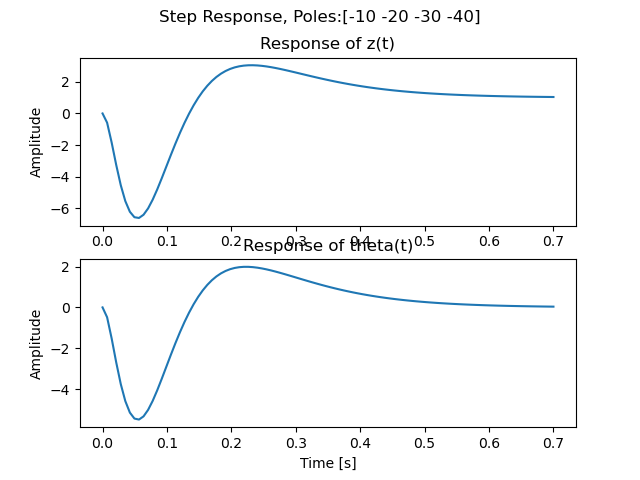 Step Response, Poles:[-10 -20 -30 -40]
Response of z(t)
Amplitude
2
0
−2
−4
−6
0.0 0.1 0.2 0.3 0.4 0.5 0.6 0.7
Response of theta(t)
Amplitude
2
0
−2
−4
0.0 0.1 0.2 0.3 0.4 0.5 0.6 0.7
Time [s]